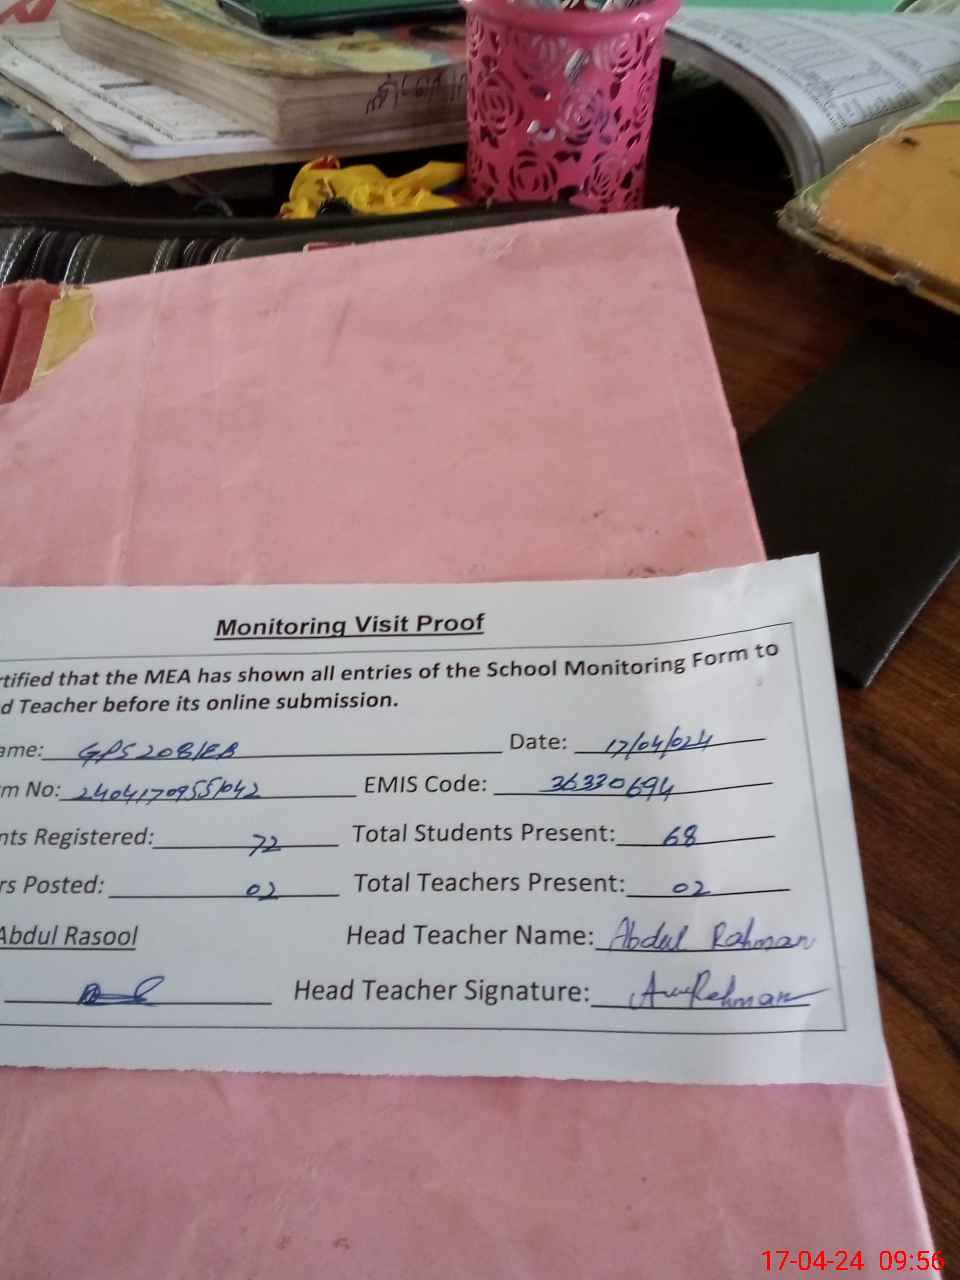 Monitoring Visit Proof
rtified that the MEA has shown all entries of the School Monitoring Form to
d Teacher before its online submission.
ame: GPS 208/EB Date: 17/04/024
m No: 24041709551042 EMIS Code: 36330694
nts Registered: 72 Total Students Present: 68
rs Posted: 02 Total Teachers Present: 02
Abdul Rasool Head Teacher Name: Abdul Rahman
Head Teacher Signature: Rehman
17-04-24 09:56